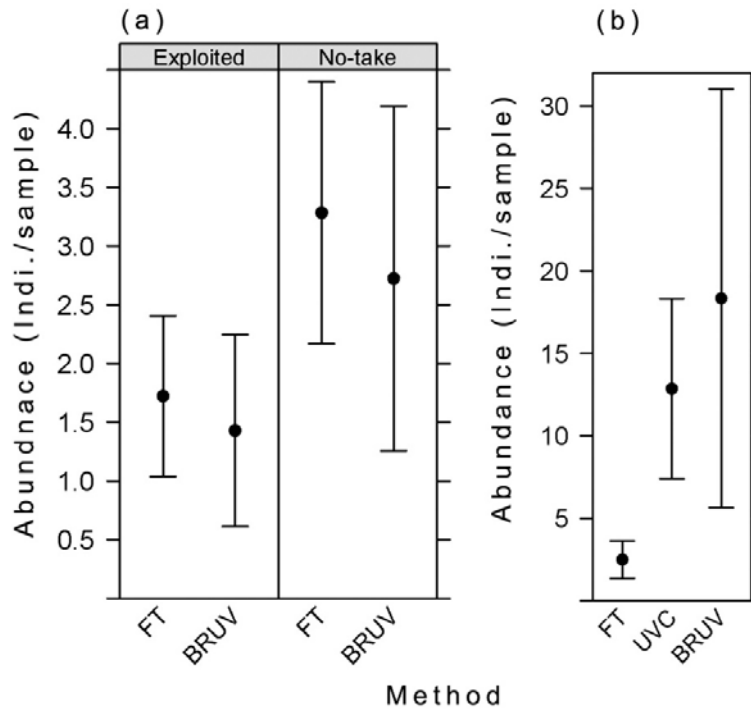 (a)
Exploited
No-take
Abundnace (Indi./sample)
4.0
3.5
3.0
2.5
2.0
1.5
1.0
0.5
FT
BRUV
FT
BRUV
(b)
Abundance (Indi./sample)
30
25
20
15
10
5
FT
UVC
BRUV
Method